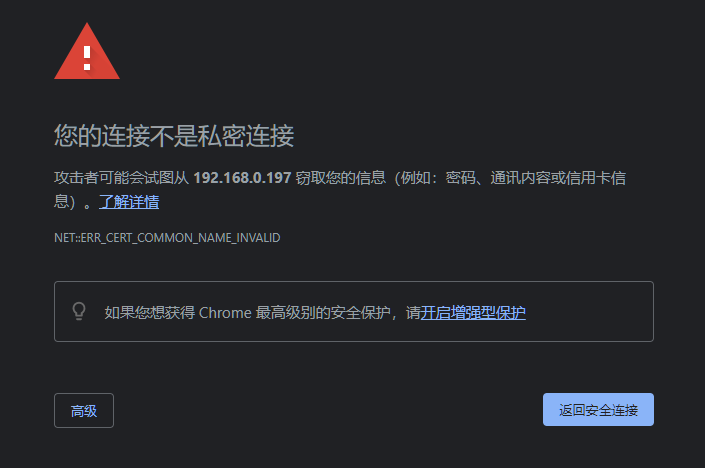 您的连接不是私密连接
攻击者可能会试图从 192.168.0.197 窃取您的信息（例如：密码、通讯内容或信用卡信
息）。了解详情
NET::ERR_CERT_COMMON_NAME_INVALID
如果您想获得 Chrome 最高级别的安全保护，请开启增强型保护
高级
返回安全连接